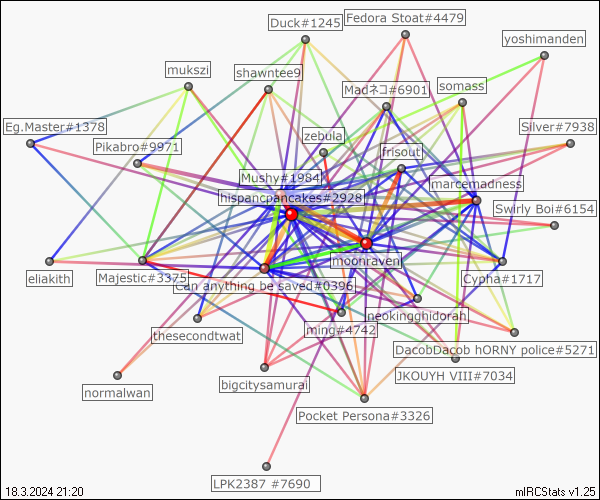 Duck#1245
Fedora Stoat#4479
yoshimanden
mukszi
shawntee9
Madネコ#6901
somass
Eg.Master#1378
Pikabro#9971
zebula
frisout
Silver#7938
Mushy#1984
marcemadness
hispancpancakes#2928
Swirly Boi#6154
moonraven
eliakith
Majestic#3375
Can anything be saved#0396
Cypha#1717
neokingghidorah
thesecondtwat
ming#4742
DacobDacob hORNY police#5271
normalwan
bigcitysamurai
JKOUYH VIII#7034
Pocket Persona#3326
LPK2387 #7690
18.3.2024 21:20
mIRCStats v1.25